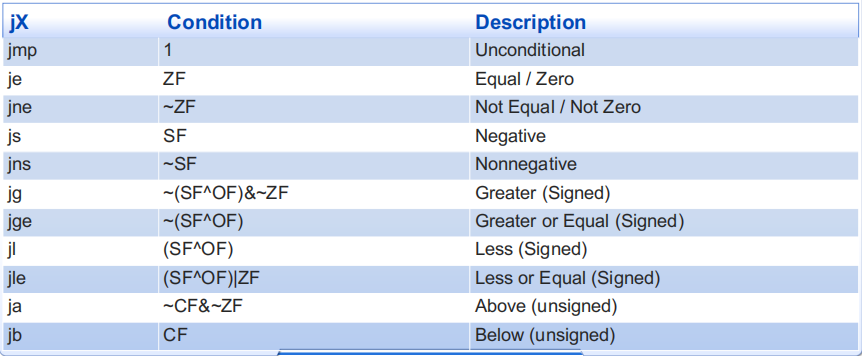 jX Condition Description
jmp 1 Unconditional
je ZF Equal / Zero
jne ~ZF Not Equal / Not Zero
js SF Negative
jns ~SF Nonnegative
jg ~(SF^OF)&~ZF Greater (Signed)
jge ~(SF^OF) Greater or Equal (Signed)
jl (SF^OF) Less (Signed)
jle (SF^OF)|ZF Less or Equal (Signed)
ja ~CF&~ZF Above (unsigned)
jb CF Below (unsigned)